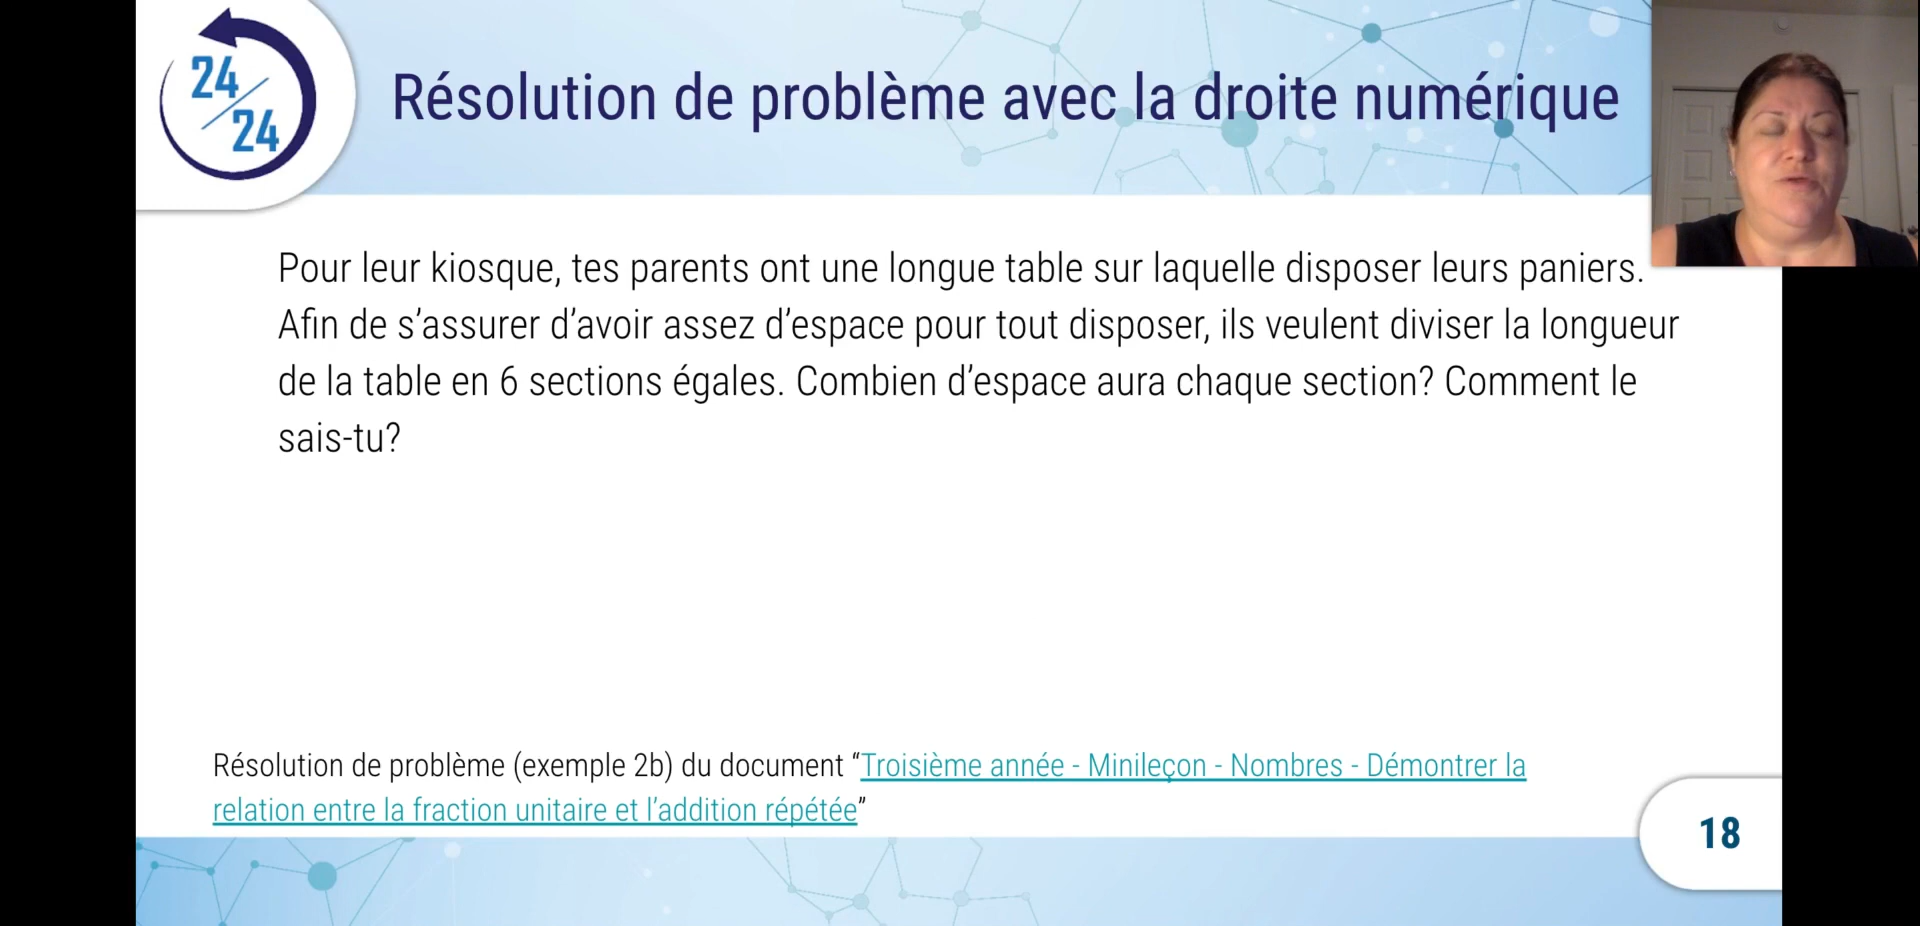 24
24
Résolution de problème avec la droite numérique
Pour leur kiosque, tes parents ont une longue table sur laquelle disposer leurs paniers.
Afin de s’assurer d’avoir assez d’espace pour tout disposer, ils veulent diviser la longueur
de la table en 6 sections égales. Combien d’espace aura chaque section? Comment le
sais-tu?
Résolution de problème (exemple 2b) du document “Troisième année - Minileçon - Nombres - Démontrer la
relation entre la fraction unitaire et l’addition répétée”
18